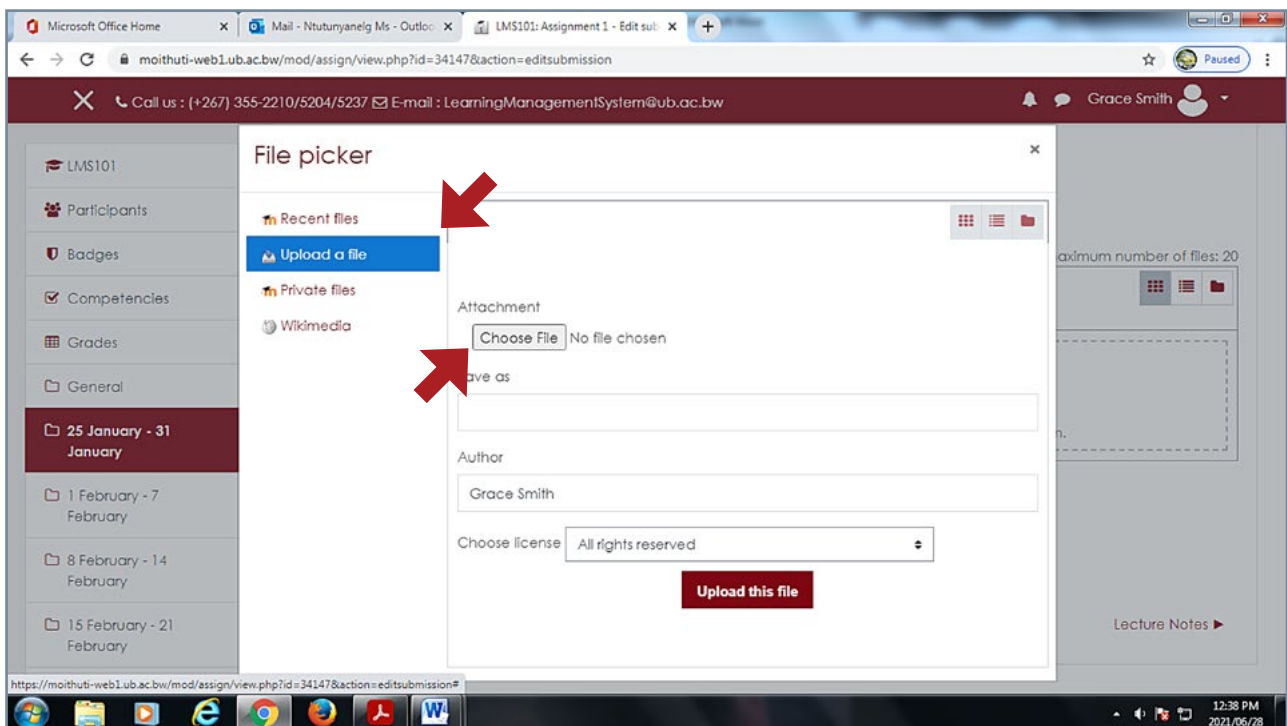 Microsoft Office Home
Mail - Ntutunyanelg Ms - Outloo
LMS101: Assignment 1 - Edit sub
moithuti-web1.ub.ac.bw/mod/assign/view.php?id=34147&action=editsubmission
Paused
Call us : (+267) 355-2210/5204/5237 E-mail : LearningManagementSystem@ub.ac.bw
Grace Smith
LMS101
Participants
Badges
Competencies
Grades
General
25 January - 31
January
1 February - 7
February
8 February - 14
February
15 February - 21
February
File picker
Recent files
Upload a file
Private files
Wikimedia
Attachment
Choose File No file chosen
ave as
Author
Grace Smith
Choose license All rights reserved
Upload this file
aximum number of files: 20
n.
Lecture Notes
https://moithuti-web1.ub.ac.bw/mod/assign/view.php?id=34147&action=editsubmission#
12:38 PM
2021/06/28